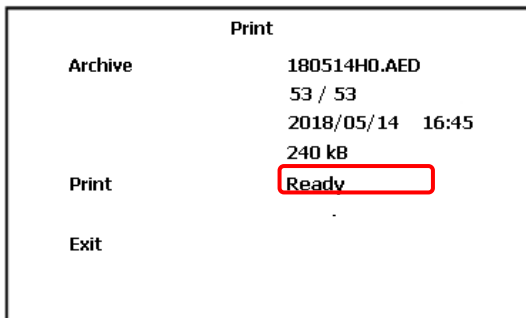 Print
Archive 180514H0.AED
53 / 53
2018/05/14 16:45
240 kB
Print Ready
Exit